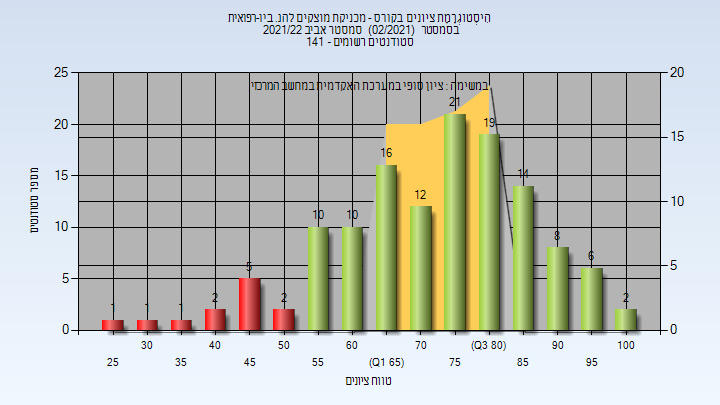 היסטוגרמת ציונים בקורס - מכניקת מוצקים להנ. ביו-רפואית
בסמסטר (02/2021) סמסטר אביב 2021/22
סטודנטים רשומים - 141
במשימה : ציון סופי במערכת האקדמית במחשב המרכזי
25 20 15 10 5 0
מספר סטודנטים
20 15 10 5 0
1 1 1 2 5 2 10 10 16 12 21 19 14 8 6 2
30 40 50 60 70 (Q3 80) 90 100
25 35 45 55 (Q1 65) 75 85 95
טווח ציונים